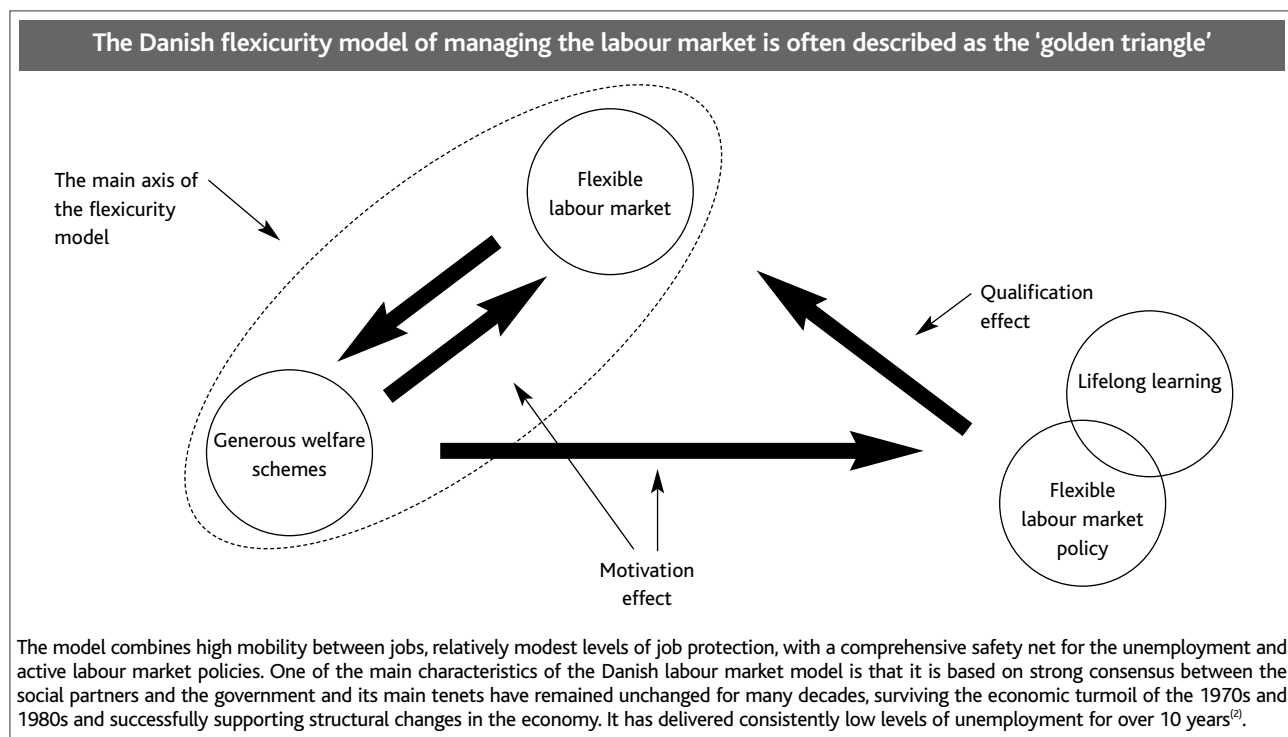 The Danish flexicurity model of managing the labour market is often described as the ‘golden triangle’
The main axis of
the flexicurity
model
Flexible
labour market
Qualification
effect
Lifelong learning
Generous welfare
schemes
Flexible
labour market
policy
Motivation
effect
The model combines high mobility between jobs, relatively modest levels of job protection, with a comprehensive safety net for the unemployment and
active labour market policies. One of the main characteristics of the Danish labour market model is that it is based on strong consensus between the
social partners and the government and its main tenets have remained unchanged for many decades, surviving the economic turmoil of the 1970s and
1980s and successfully supporting structural changes in the economy. It has delivered consistently low levels of unemployment for over 10 years(2).